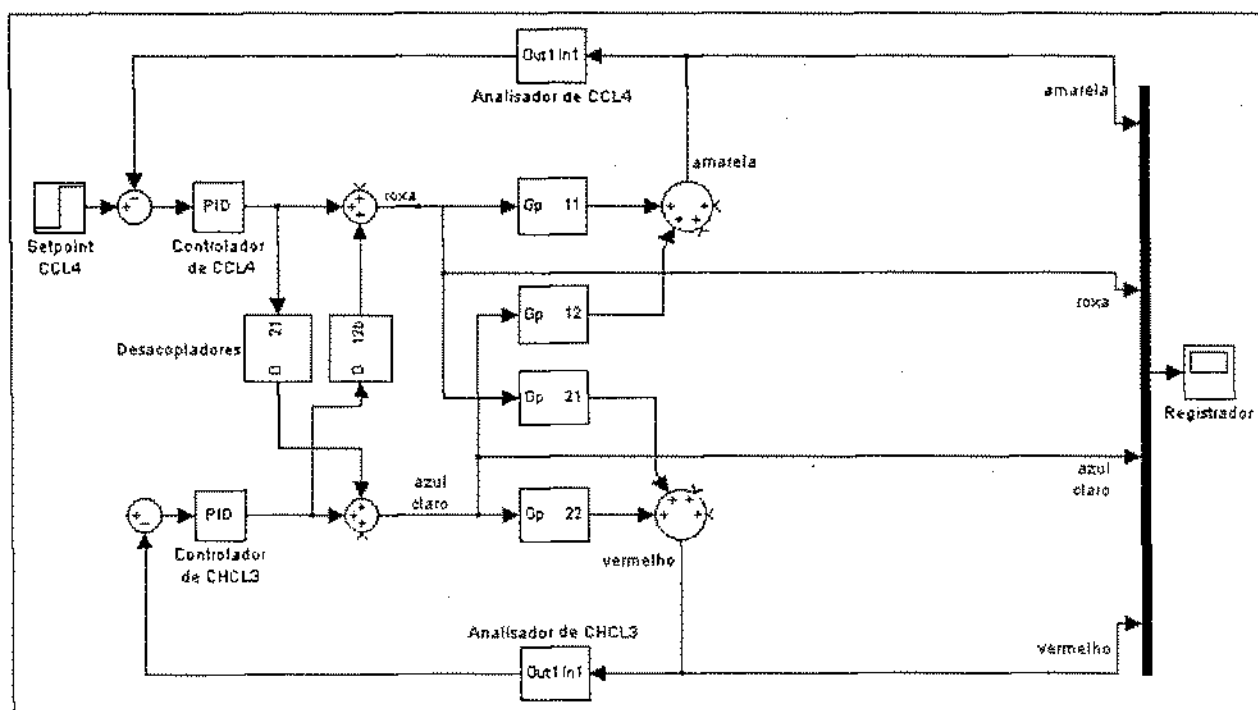 Out1 In1
Analisador de CCL4
amarela
amarela
Setpoint
CCL4
PID
Controlador
de CCL4
roxa
Gp 11
roxa
Gp 12
Desacopladores
D 21
D 12b
Gp 21
Registrador
azul
claro
azul
claro
PID
Controlador
de CHCL3
Gp 22
vermelho
Analisador de CHCL3
Out1 In1
vermelho